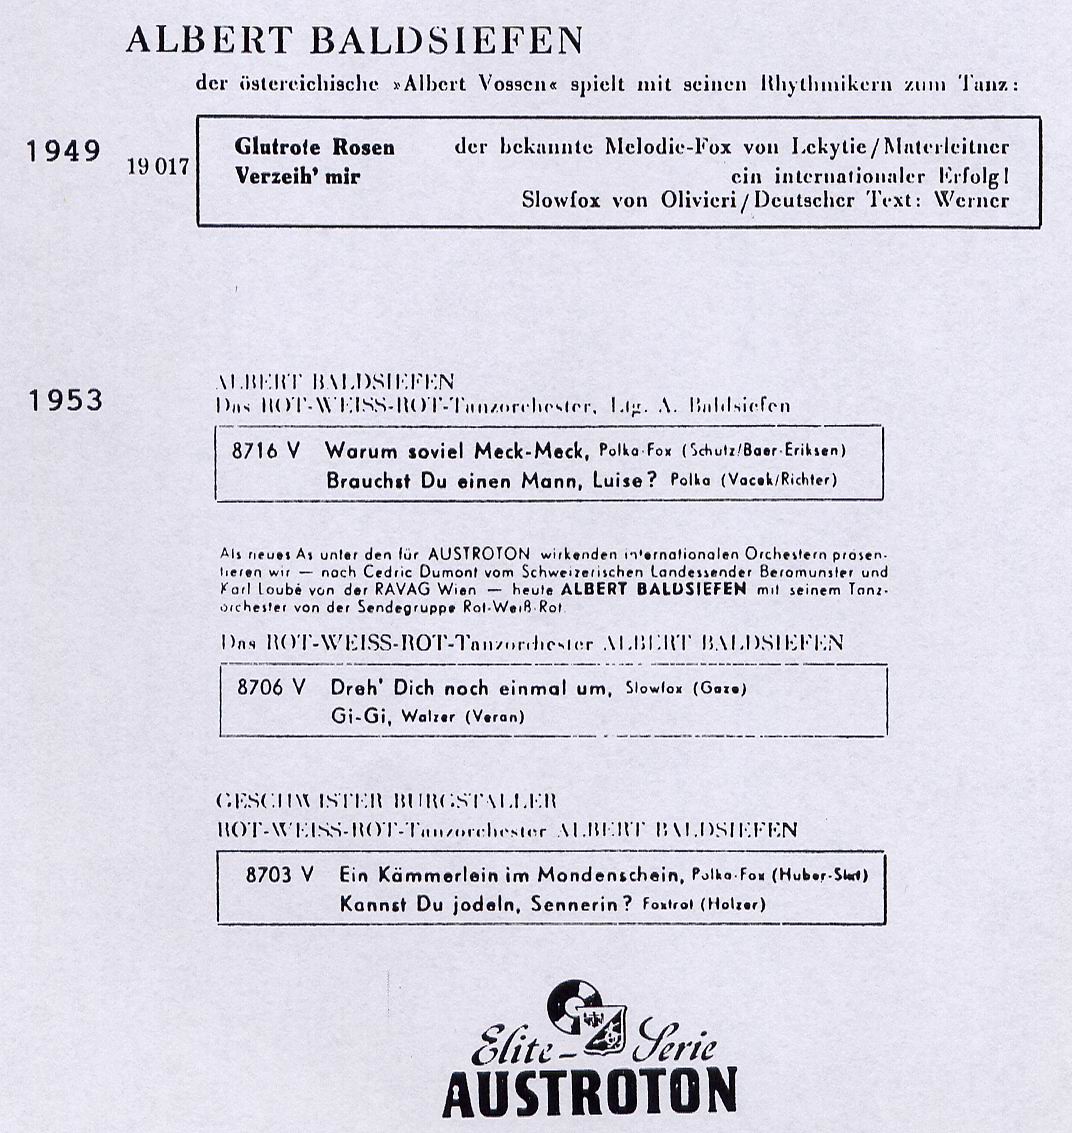 ALBERT BALDSIEFEN
der östereichische »Albert Vossen« spielt mit seinen Rhythmikern zum Tanz:
1949
19 017
Glutrote Rosen der bekannte Melodie-Fox von Lekytie/Materleitner
Verzeih' mir ein internationaler Erfolg!
Slowfox von Olivieri/Deutscher Text: Werner
1953
ALBERT BALDSIEFEN
Das ROT-WEISS-ROT-Tanzorchester, Ltg. A. Baldsiefen
8716 V Warum soviel Meck-Meck, Polka-Fox (Schutz/Baer-Eriksen)
Brauchst Du einen Mann, Luise? Polka (Vacek/Richter)
Als neues As unter den für AUSTROTON wirkenden internationalen Orchestern prasen-
tieren wir — nach Cedric Dumont vom Schweizerischen Landessender Beromunster und
Karl Loubé von der RAVAG Wien — heute ALBERT BALDSIEFEN mit seinem Tanz-
orchester von der Sendegruppe Rot-Weiß-Rot
Das ROT-WEISS-ROT-Tanzorchester ALBERT BALDSIEFEN
8706 V Dreh' Dich noch einmal um, Slowfox (Gaze)
Gi-Gi, Walzer (Veran)
GESCHWISTER BURGSTALLER
ROT-WEISS-ROT-Tanzorchester ALBERT BALDSIEFEN
8703 V Ein Kämmerlein im Mondenschein, Polka-Fox
Kannst Du jodeln, Sennerin? Foxtrot (Holzer)
Elite-Serie
AUSTROTON